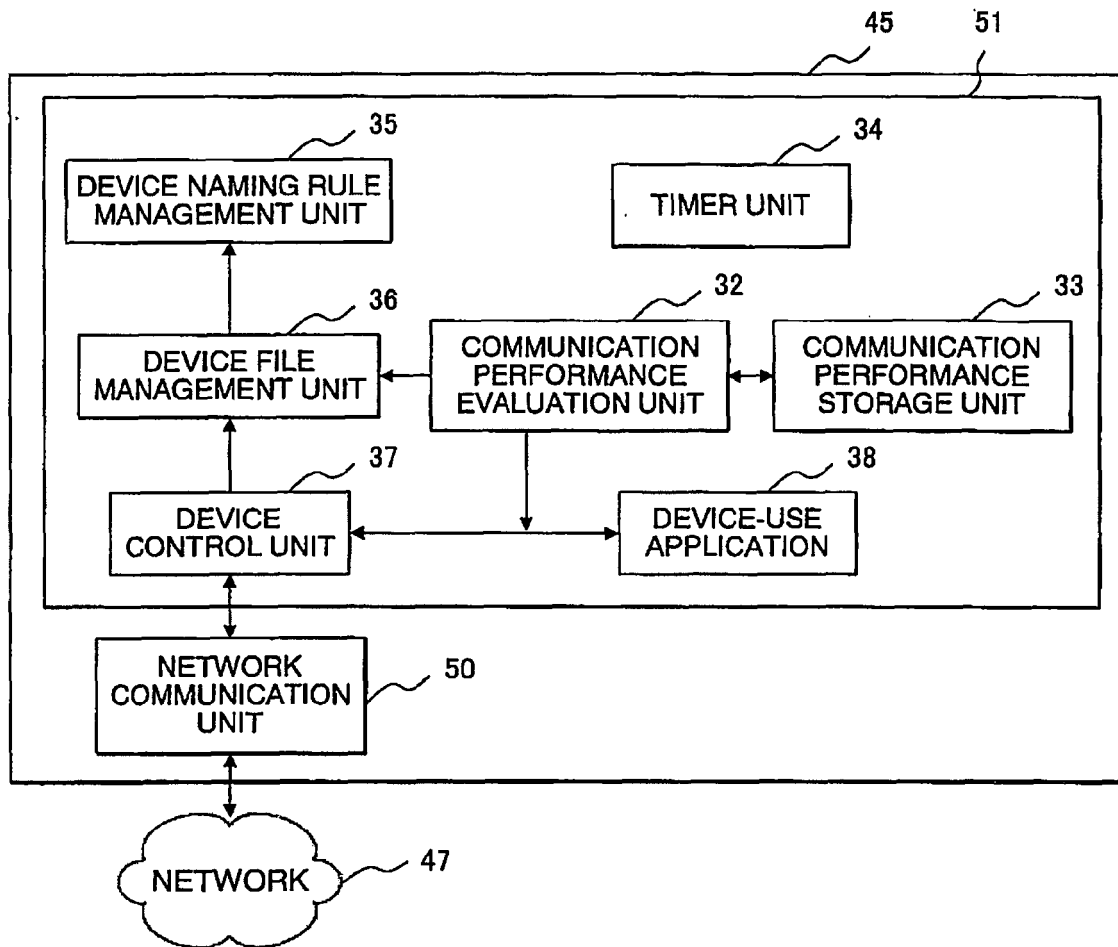 45
51
35
DEVICE NAMING RULE
MANAGEMENT UNIT
34
TIMER UNIT
36
DEVICE FILE
MANAGEMENT UNIT
32
COMMUNICATION
PERFORMANCE
EVALUATION UNIT
33
COMMUNICATION
PERFORMANCE
STORAGE UNIT
37
DEVICE
CONTROL UNIT
38
DEVICE-USE
APPLICATION
NETWORK
COMMUNICATION
UNIT
50
NETWORK
47